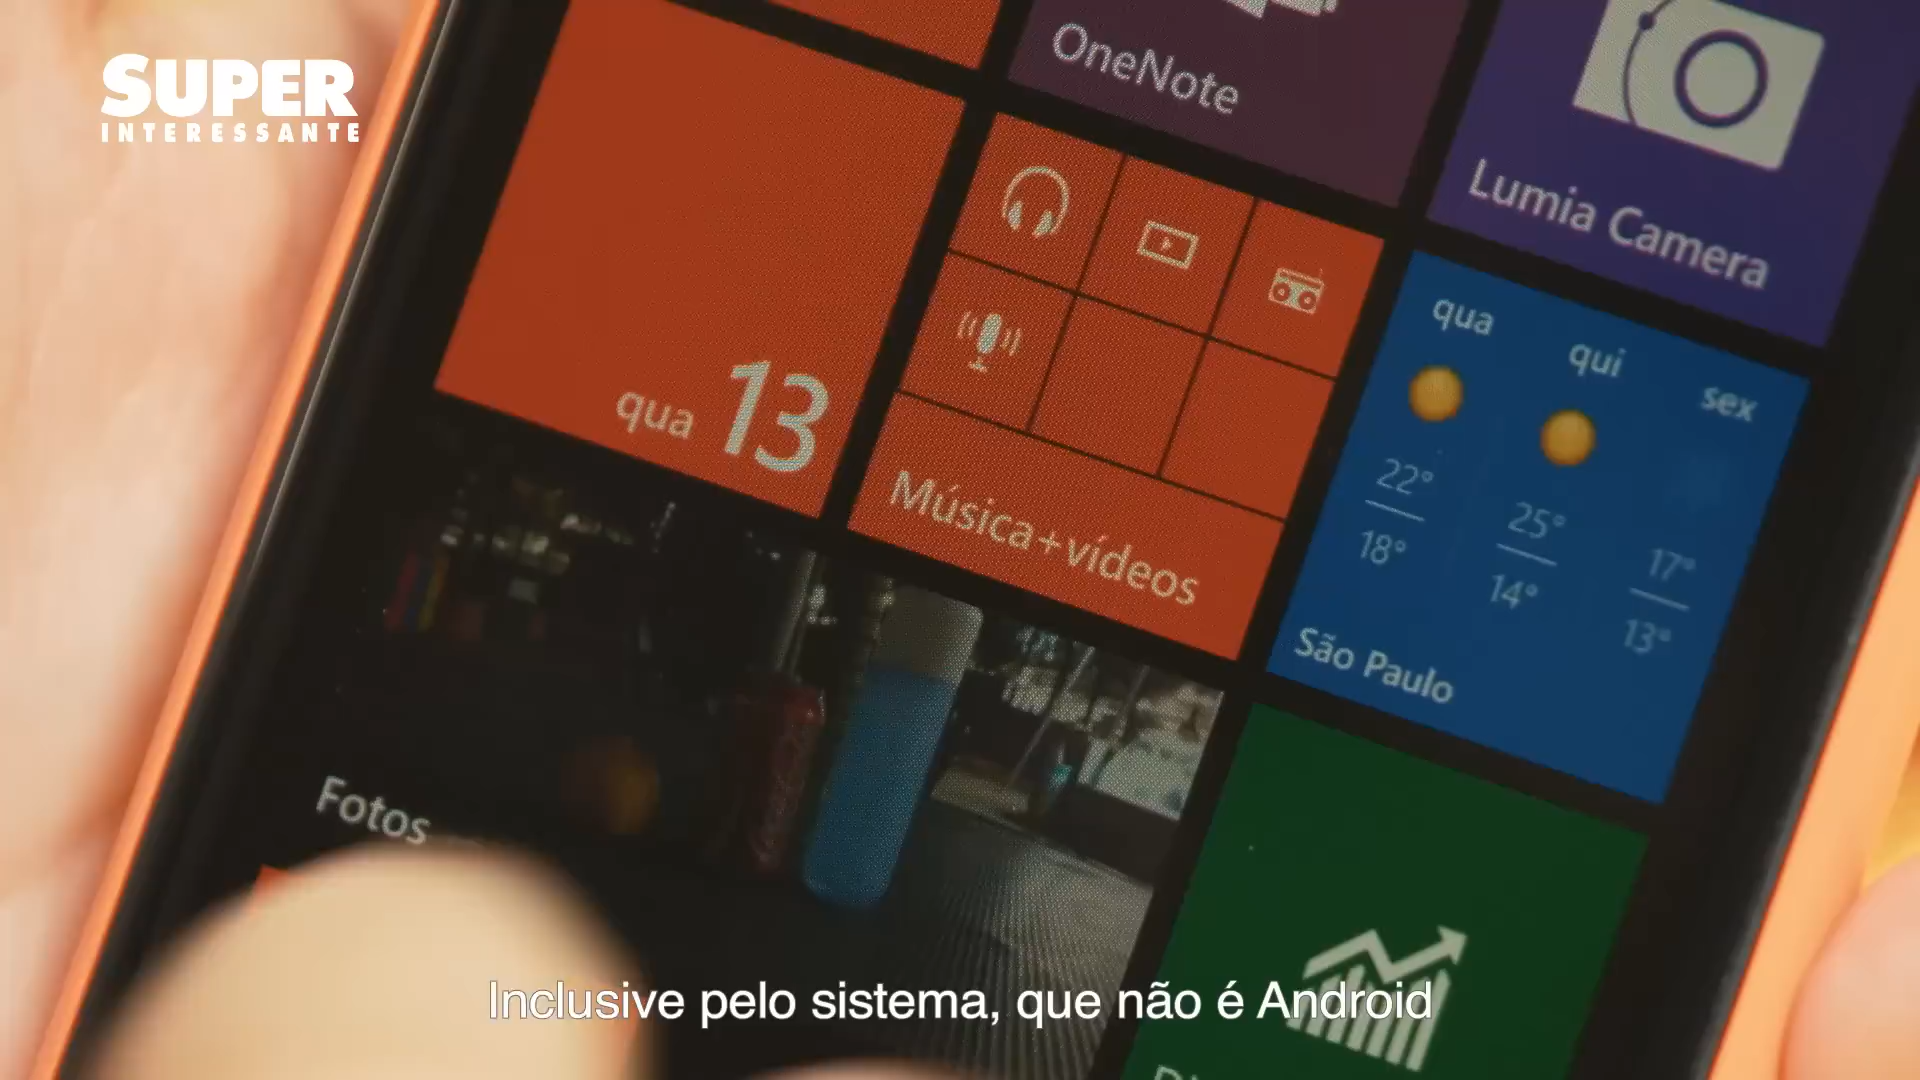 SUPER
INTERESSANTE
OneNote
Lumia Camera
qua 13
Música+vídeos
qua qui sex
22° 25° 17°
18° 14° 13°
São Paulo
Fotos
Inclusive pelo sistema, que não é Android